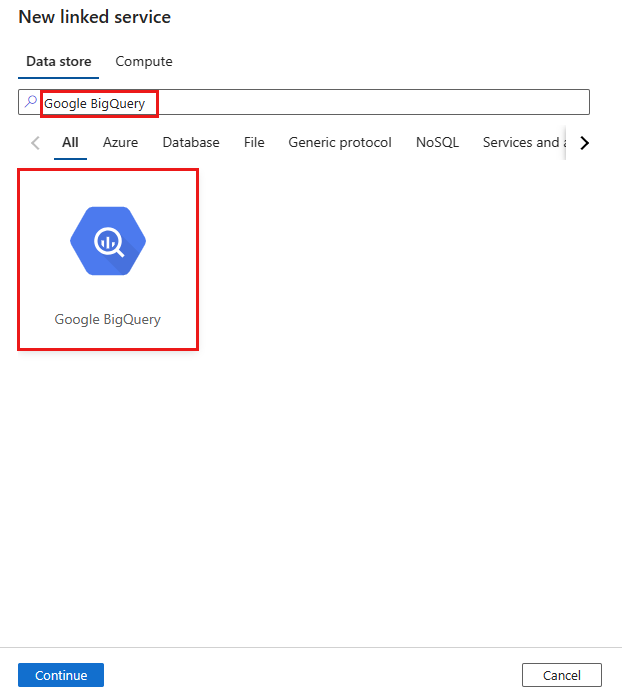 New linked service
Data store Compute
Google BigQuery
All Azure Database File Generic protocol NoSQL Services and
Google BigQuery
Continue Cancel